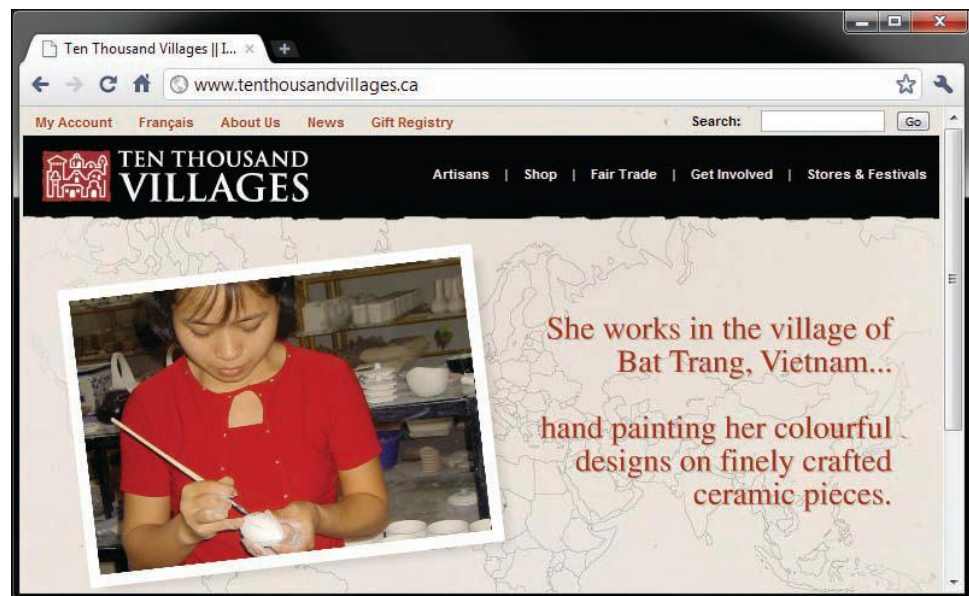 Ten Thousand Villages || I...
www.tenthousandvillages.ca
My Account Français About Us News Gift Registry Search: Go
TEN THOUSAND
VILLAGES
Artisans | Shop | Fair Trade | Get Involved | Stores & Festivals
She works in the village of
Bat Trang, Vietnam...
hand painting her colourful
designs on finely crafted
ceramic pieces.